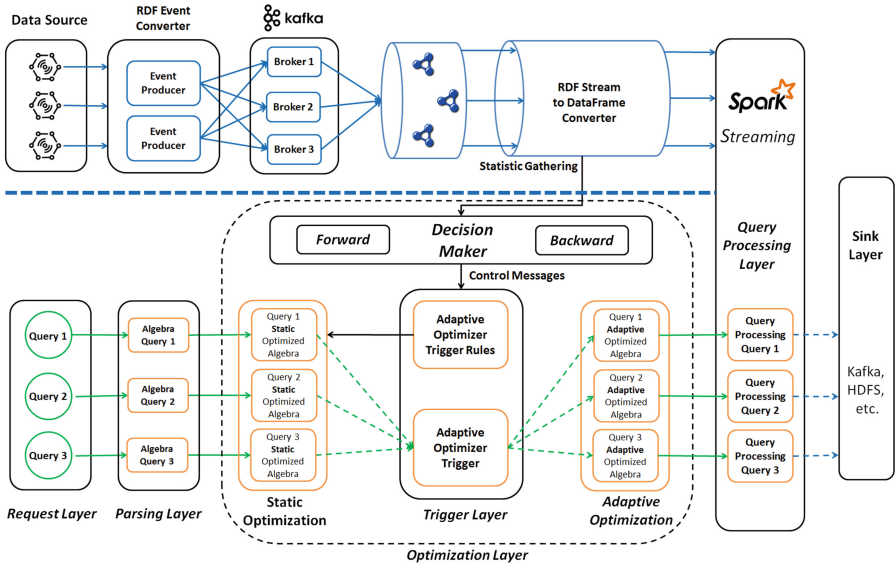 Data Source
RDF Event
Converter
kafka
Event
Producer
Event
Producer
Broker 1
Broker 2
Broker 3
RDF Stream
to DataFrame
Converter
Spark
Streaming
Statistic Gathering
Decision
Maker
Forward
Backward
Control Messages
Query
Processing
Layer
Sink
Layer
Query 1
Query 2
Query 3
Algebra
Query 1
Algebra
Query 2
Algebra
Query 3
Query 1
Static
Optimized
Algebra
Query 2
Static
Optimized
Algebra
Query 3
Static
Optimized
Algebra
Adaptive
Optimizer
Trigger Rules
Adaptive
Optimizer
Trigger
Query 1
Adaptive
Optimized
Algebra
Query 2
Adaptive
Optimized
Algebra
Query 3
Adaptive
Optimized
Algebra
Query
Processing
Query 1
Query
Processing
Query 2
Query
Processing
Query 3
Kafka,
HDFS,
etc.
Request Layer
Parsing Layer
Static
Optimization
Trigger Layer
Adaptive
Optimization
Optimization Layer